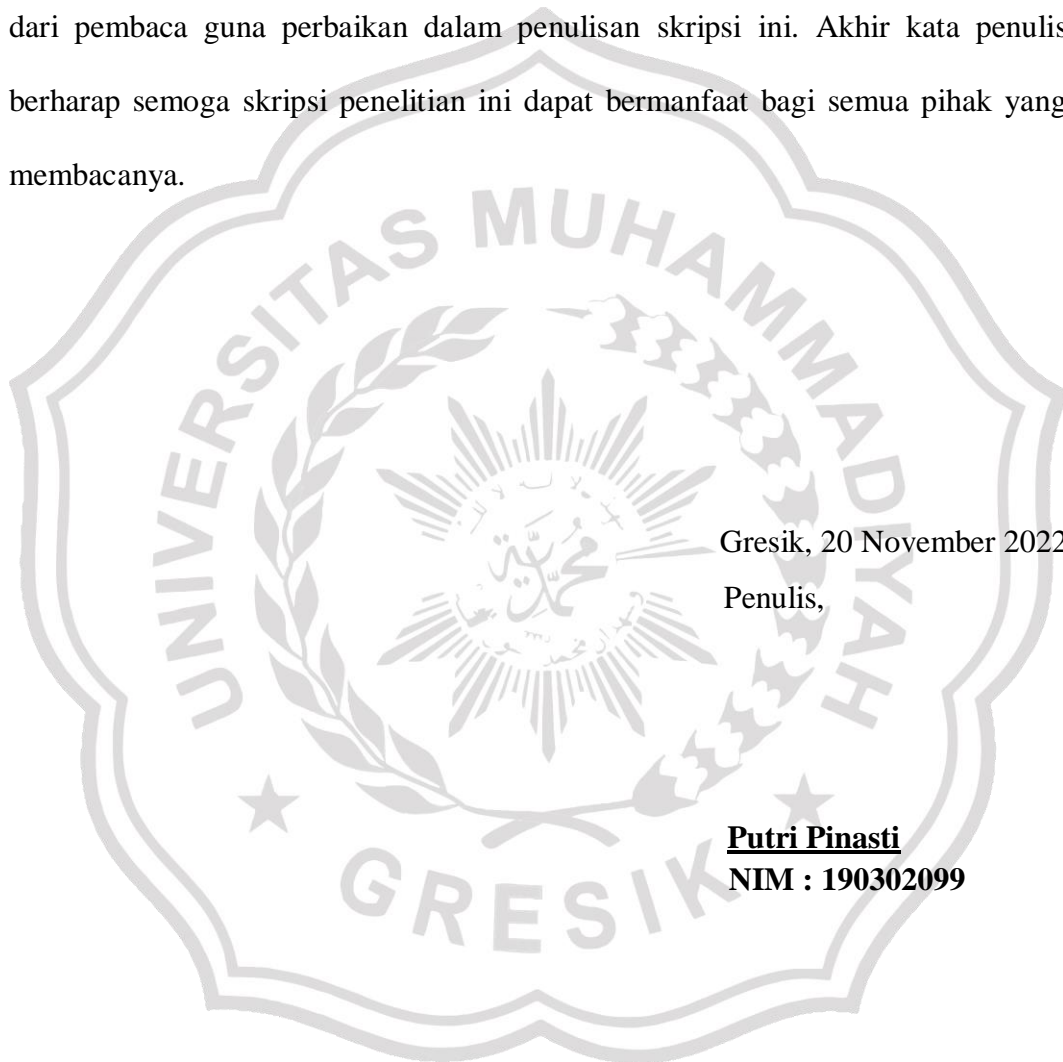 dari pembaca guna perbaikan dalam penulisan skripsi ini. Akhir kata penulis
berharap semoga skripsi penelitian ini dapat bermanfaat bagi semua pihak yang
membacanya.
UNIVERSITAS MUHAMMADIYAH
Gresik, 20 November 2022
Penulis,
Putri Pinasti
NIM : 190302099
GRESIK